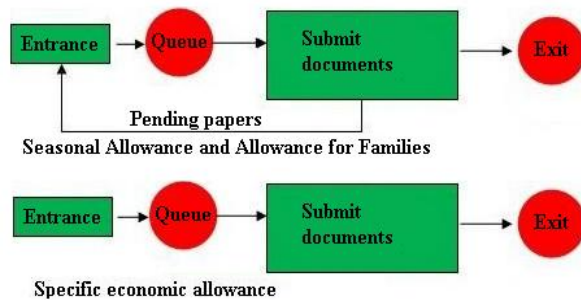 Entrance
Queue
Submit
documents
Exit
Pending papers
Seasonal Allowance and Allowance for Families
Entrance
Queue
Submit
documents
Exit
Specific economic allowance